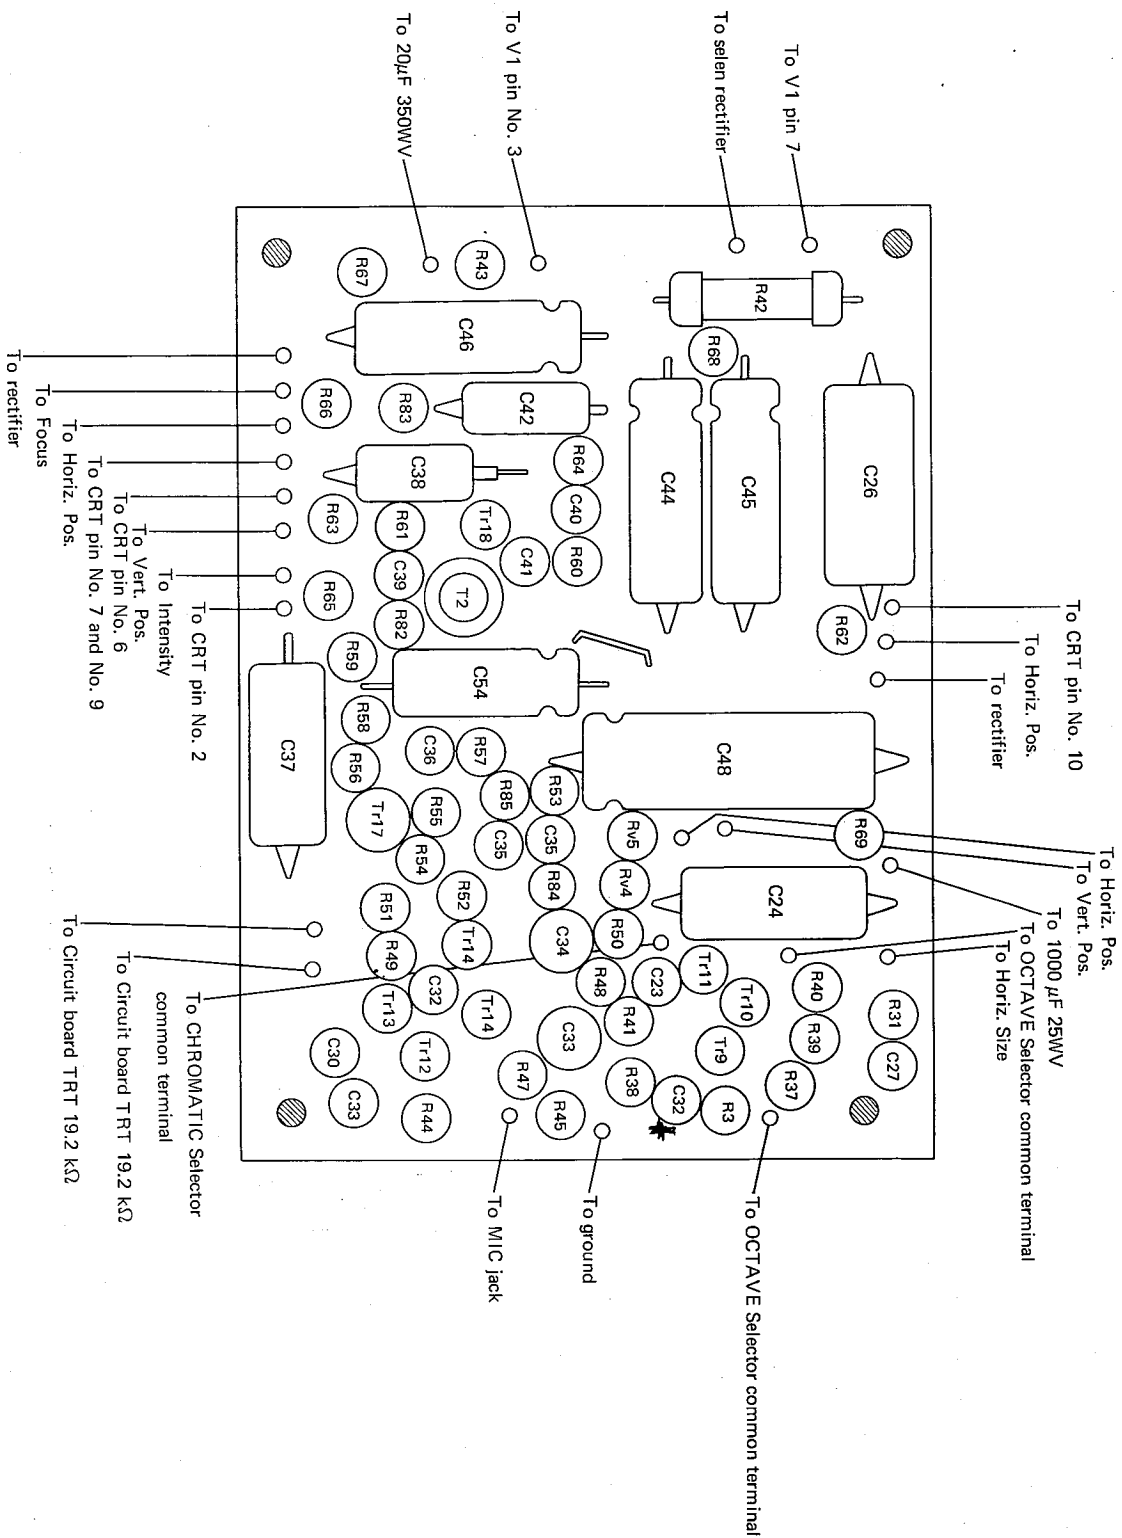 To V1 pin 7
To selen rectifier
To V1 pin No. 3
To 20µF 350WV
To CRT pin No. 10
To Horiz. Pos.
To rectifier
To Horiz. Pos.
To Vert. Pos.
To 1000 µF 25WV
To OCTAVE Selector common terminal
To Horiz. Size
To OCTAVE Selector common terminal
To ground
To MIC jack
To rectifier
To Focus
To Horiz. Pos.
To CRT pin No. 7 and No. 9
To CRT pin No. 6
To Vert. Pos.
To Intensity
To CRT pin No. 2
To CHROMATIC Selector
common terminal
To Circuit board TRT 19.2 kΩ
To Circuit board TRT 19.2 kΩ
R42
R68
C26
C45
C44
R62
R43
R67
C46
C42
R83
R66
R64
C40
R60
C41
Tr18
C38
R61
R63
C39
R82
T2
R65
R59
C54
C37
R58
R56
C36
R57
R85
R53
C48
R69
Rv5
C35
C35
R55
Tr17
R54
Rv4
R84
R52
R51
C24
R50
C34
Tr14
R49
Tr11
C23
R48
C32
Tr13
Tr14
R40
R31
Tr10
R41
C33
R39
C27
Tr9
Tr12
C30
R37
R38
R47
C32
R3
R45
R44
C33